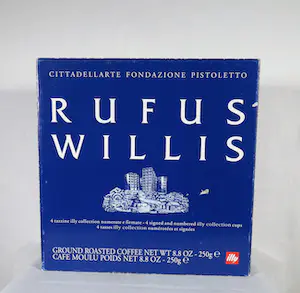 CITTADELLARTE FONDAZIONE PISTOLETTO
RUFUS
WILLIS
4 tazzine illy collection numerate e firmate - 4 signed and numbered illy collection cups
4 tasses illy collection numérotées et signées
GROUND ROASTED COFFEE NET WT 8.8 OZ - 250g ℮
CAFE MOULU POIDS NET 8.8 OZ - 250g ℮
illy